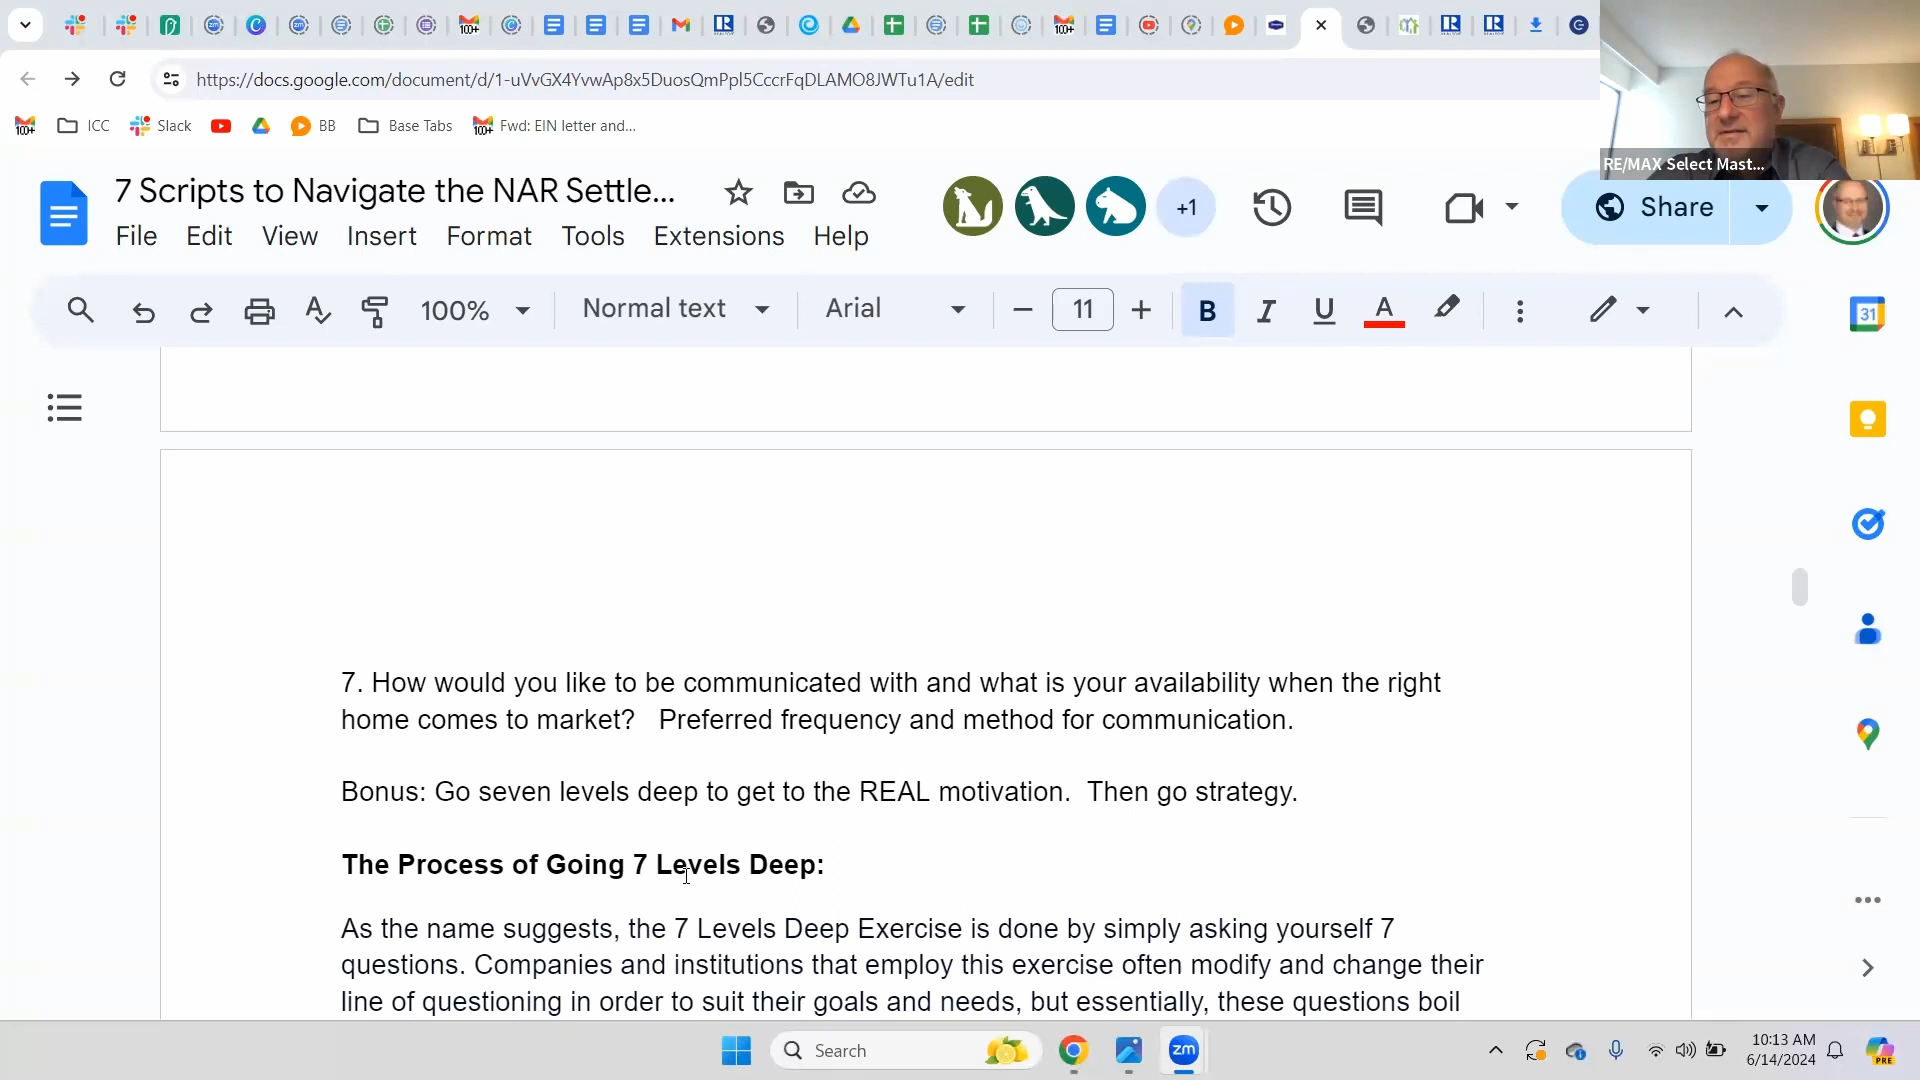 https://docs.google.com/document/d/1-uVvGX4YvwAp8x5DuosQmPpl5CccrFqDLAMO8JWTu1A/edit
100+ ICC Slack BB Base Tabs 100+ Fwd: EIN letter and...
RE/MAX Select Mast...
7 Scripts to Navigate the NAR Settle...
+1
Share
File Edit View Insert Format Tools Extensions Help
100% Normal text Arial 11 B I U A
31
7. How would you like to be communicated with and what is your availability when the right
home comes to market? Preferred frequency and method for communication.
Bonus: Go seven levels deep to get to the REAL motivation. Then go strategy.
The Process of Going 7 Levels Deep:
As the name suggests, the 7 Levels Deep Exercise is done by simply asking yourself 7
questions. Companies and institutions that employ this exercise often modify and change their
line of questioning in order to suit their goals and needs, but essentially, these questions boil
Search
zm
10:13 AM
6/14/2024
PRE